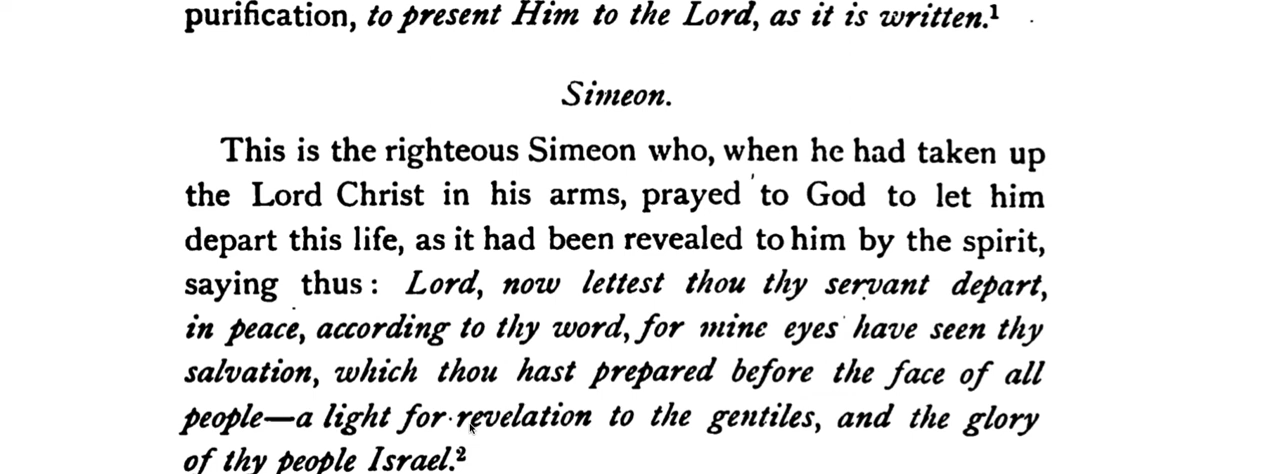 purification, to present Him to the Lord, as it is written.¹
Simeon.
This is the righteous Simeon who, when he had taken up
the Lord Christ in his arms, prayed to God to let him
depart this life, as it had been revealed to him by the spirit,
saying thus: Lord, now lettest thou thy servant depart,
in peace, according to thy word, for mine eyes have seen thy
salvation, which thou hast prepared before the face of all
people—a light for revelation to the gentiles, and the glory
of thy people Israel.²